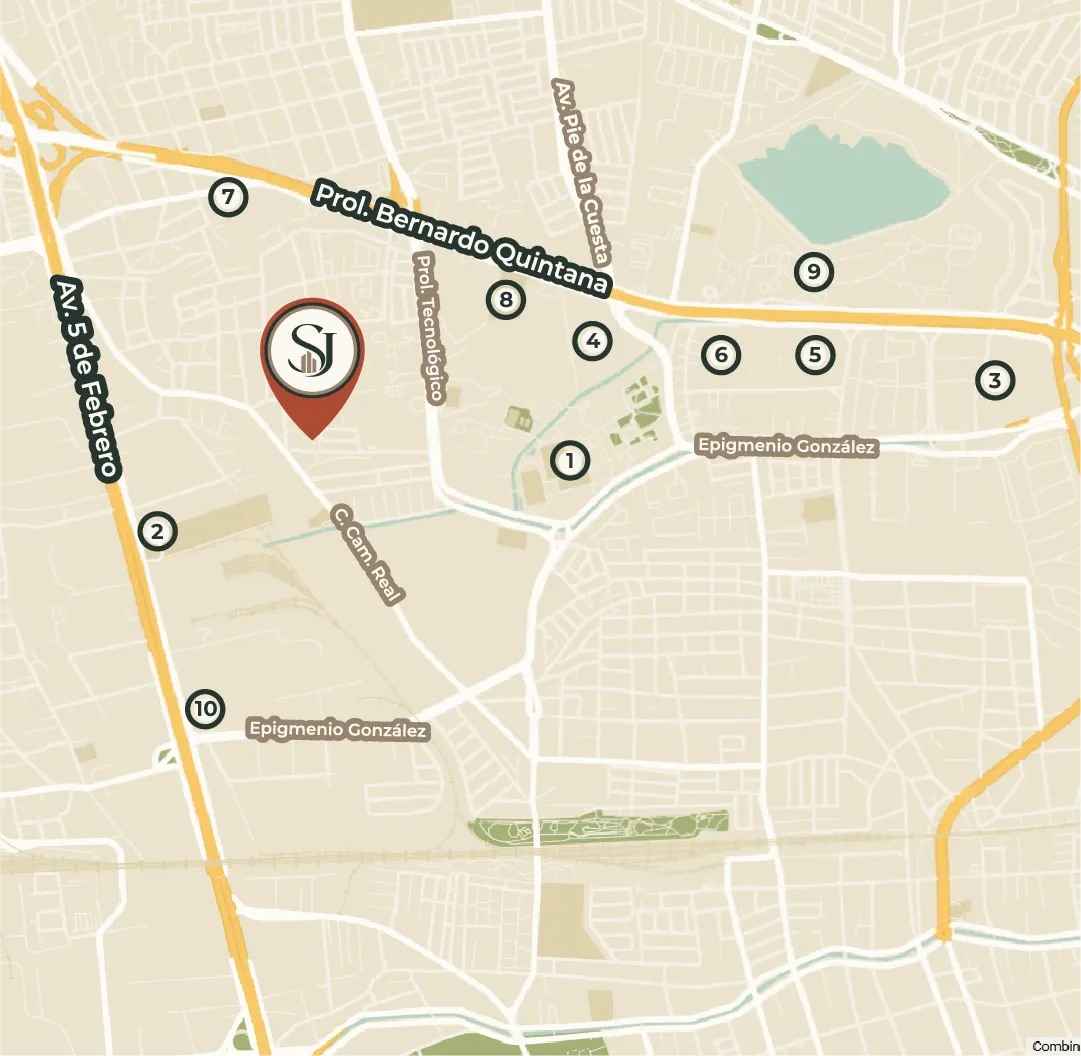 Av. Pie de la Cuesta
7
Prol. Bernardo Quintana
9
Prol. Tecnológico
8
Av. 5 de Febrero
SJ
4
6
5
3
Epigmenio González
1
2
C. Cam. Real
10
Epigmenio González
Combin